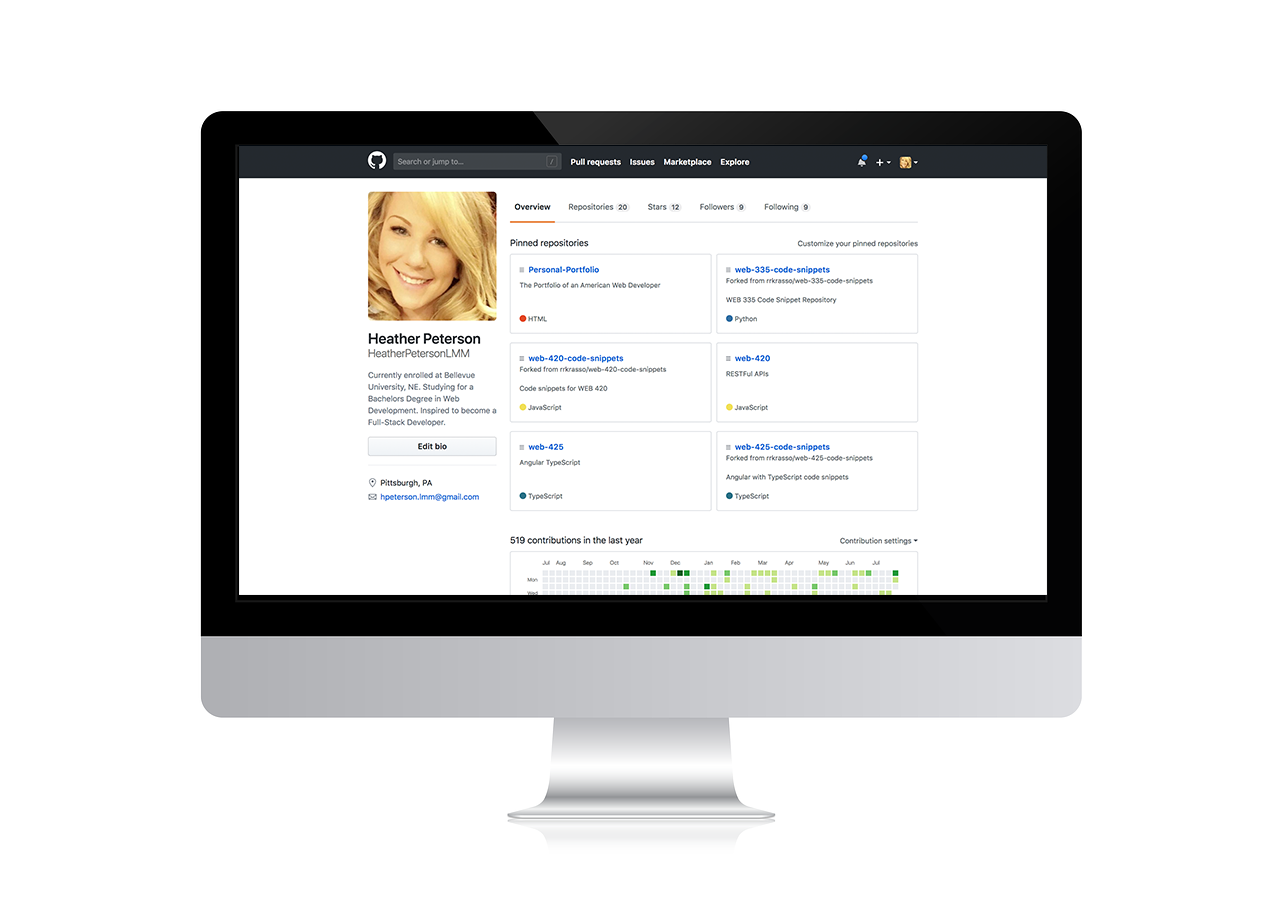 Search or jump to... /
Pull requests Issues Marketplace Explore
Heather Peterson
HeatherPetersonLMM
Currently enrolled at Bellevue
University, NE. Studying for a
Bachelors Degree in Web
Development. Inspired to become a
Full-Stack Developer.
Edit bio
Pittsburgh, PA
hpeterson.lmm@gmail.com
Overview Repositories 20 Stars 12 Followers 9 Following 9
Pinned repositories Customize your pinned repositories
Personal-Portfolio
The Portfolio of an American Web Developer
HTML
web-335-code-snippets
Forked from rrkrasso/web-335-code-snippets
WEB 335 Code Snippet Repository
Python
web-420-code-snippets
Forked from rrkrasso/web-420-code-snippets
Code snippets for WEB 420
JavaScript
web-420
RESTFul APIs
JavaScript
web-425
Angular TypeScript
TypeScript
web-425-code-snippets
Forked from rrkrasso/web-425-code-snippets
Angular with TypeScript code snippets
TypeScript
519 contributions in the last year Contribution settings
Jul Aug Sep Oct Nov Dec Jan Feb Mar Apr May Jun Jul
Mon
Wed